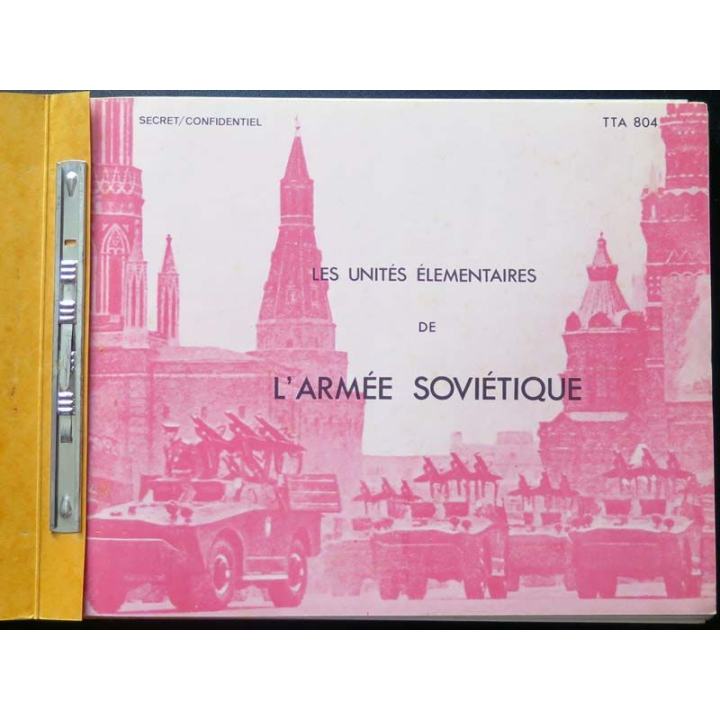 SECRET/CONFIDENTIEL
TTA 804
LES UNITÉS ÉLEMENTAIRES
DE
L'ARMÉE SOVIÉTIQUE